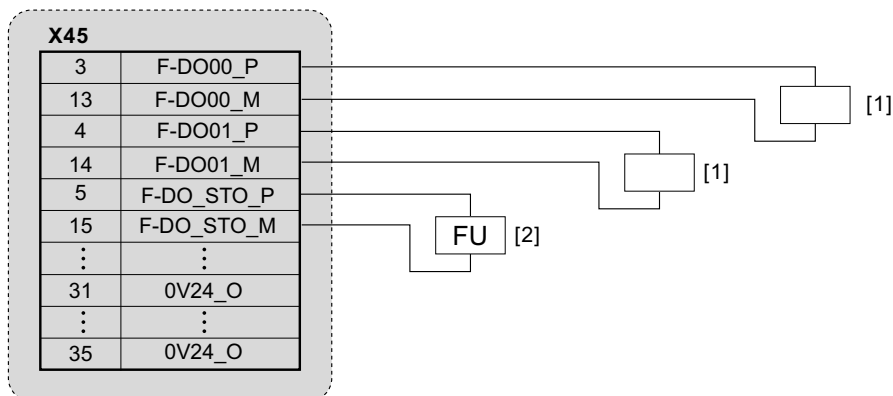 X45
3 F-DO00_P
13 F-DO00_M
[1]
4 F-DO01_P
14 F-DO01_M
[1]
5 F-DO_STO_P
15 F-DO_STO_M
FU [2]
⋮ ⋮
31 0V24_O
⋮ ⋮
35 0V24_O